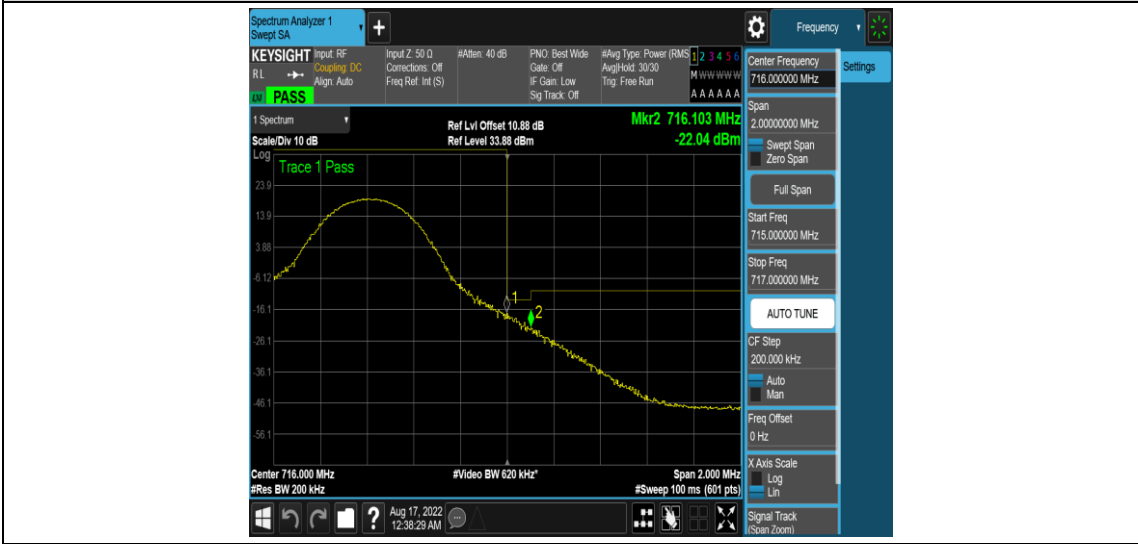 Spectrum Analyzer 1
Swept SA
+
Frequency
KEYSIGHT
RL
PASS
Input: RF
Coupling: DC
Align: Auto
Input Z: 50 Ω
Corrections: Off
Freq Ref: Int (S)
#Atten: 40 dB
PNO: Best Wide
Gate: Off
IF Gain: Low
Sig Track: Off
#Avg Type: Power (RMS
Avg|Hold: 30/30
Trig: Free Run
1 2 3 4 5 6
M W W W W W
A A A A A A
1 Spectrum
Scale/Div 10 dB
Ref Lvl Offset 10.88 dB
Ref Level 33.88 dBm
Mkr2 716.103 MHz
-22.04 dBm
Log
Trace 1 Pass
23.9
13.9
3.88
-6.12
-16.1
-26.1
-36.1
-46.1
-56.1
1
2
Center 716.000 MHz
#Res BW 200 kHz
#Video BW 620 kHz*
Span 2.000 MHz
#Sweep 100 ms (601 pts)
?
Aug 17, 2022
12:38:29 AM
Center Frequency
716.000000 MHz
Span
2.00000000 MHz
Swept Span
Zero Span
Full Span
Start Freq
715.000000 MHz
Stop Freq
717.000000 MHz
AUTO TUNE
CF Step
200.000 kHz
Auto
Man
Freq Offset
0 Hz
X Axis Scale
Log
Lin
Signal Track
(Span Zoom)
Settings